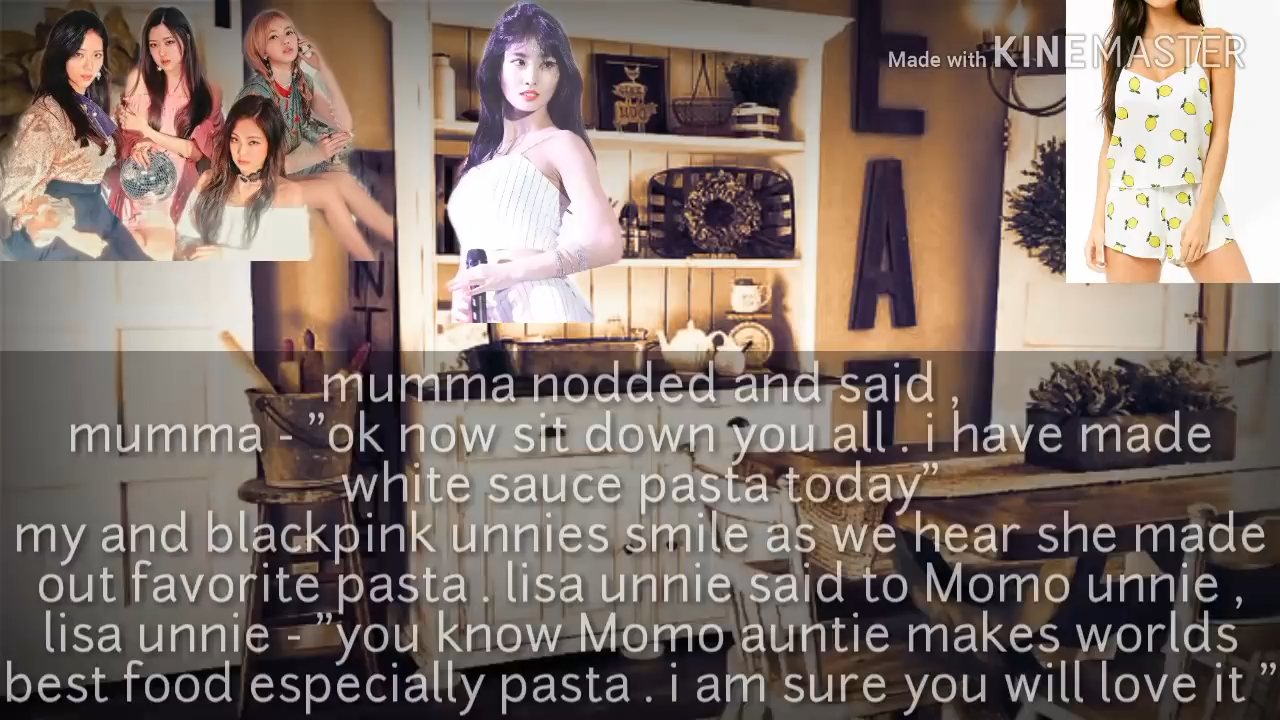 Made with KINEMASTER
E
A
T
N
T
mumma nodded and said ,
mumma - ”ok now sit down you all . i have made
white sauce pasta today”
my and blackpink unnies smile as we hear she made
out favorite pasta . lisa unnie said to Momo unnie ,
lisa unnie - ”you know Momo auntie makes worlds
best food especially pasta . i am sure you will love it ”